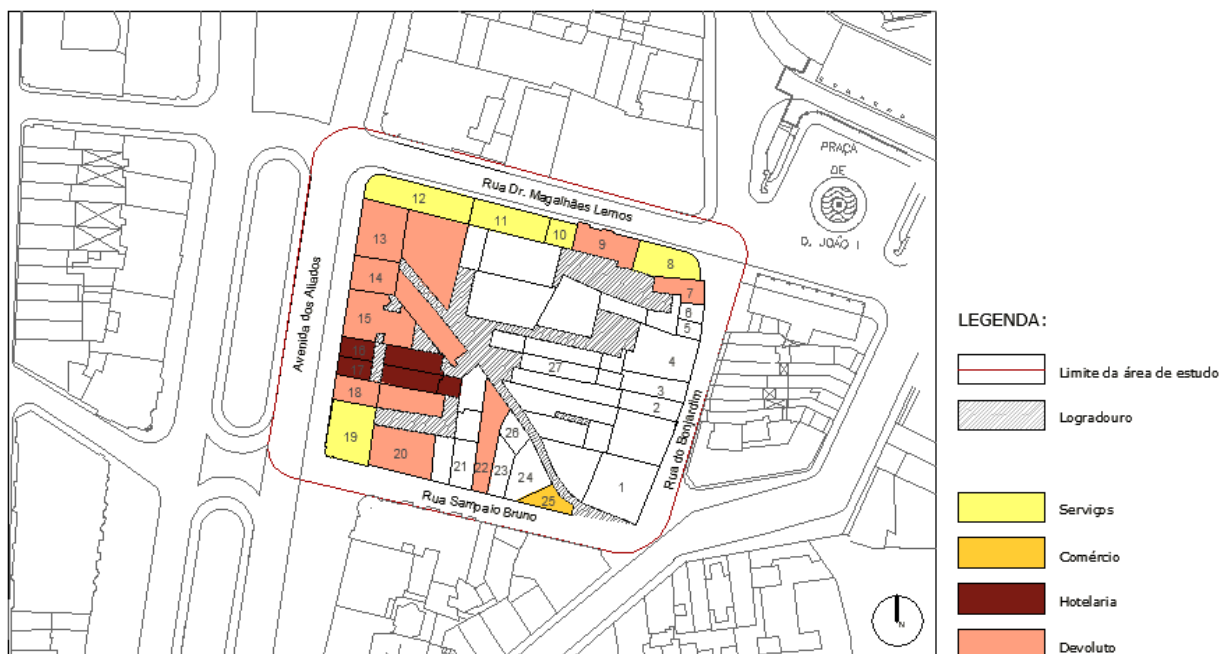 PRAÇA
DE
D. JOÃO I
Rua Dr. Magalhães Lemos
12
11
10
9
8
13
7
14
6
5
15
4
16
27
17
3
18
2
19
26
20
21
22
23
24
1
25
Avenida dos Aliados
Rua do Bonjardim
Rua Sampaio Bruno
N
LEGENDA:
Limite da área de estudo
Logradouro
Serviços
Comércio
Hotelaria
Devoluto